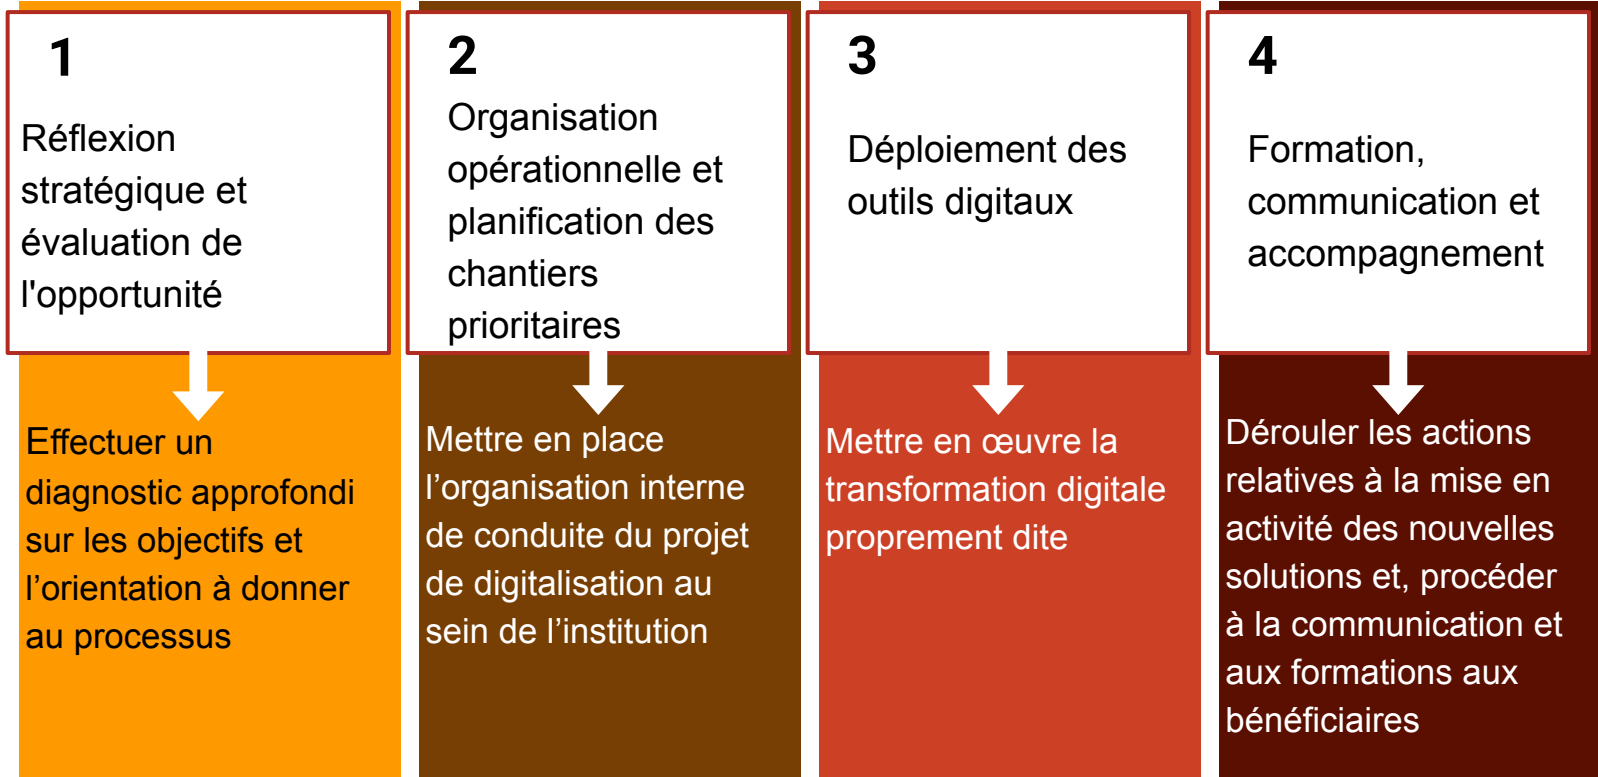 1
Réflexion
stratégique et
évaluation de
l'opportunité
Effectuer un
diagnostic approfondi
sur les objectifs et
l’orientation à donner
au processus
2
Organisation
opérationnelle et
planification des
chantiers
prioritaires
Mettre en place
l’organisation interne
de conduite du projet
de digitalisation au
sein de l’institution
3
Déploiement des
outils digitaux
Mettre en œuvre la
transformation digitale
proprement dite
4
Formation,
communication et
accompagnement
Dérouler les actions
relatives à la mise en
activité des nouvelles
solutions et, procéder
à la communication et
aux formations aux
bénéficiaires